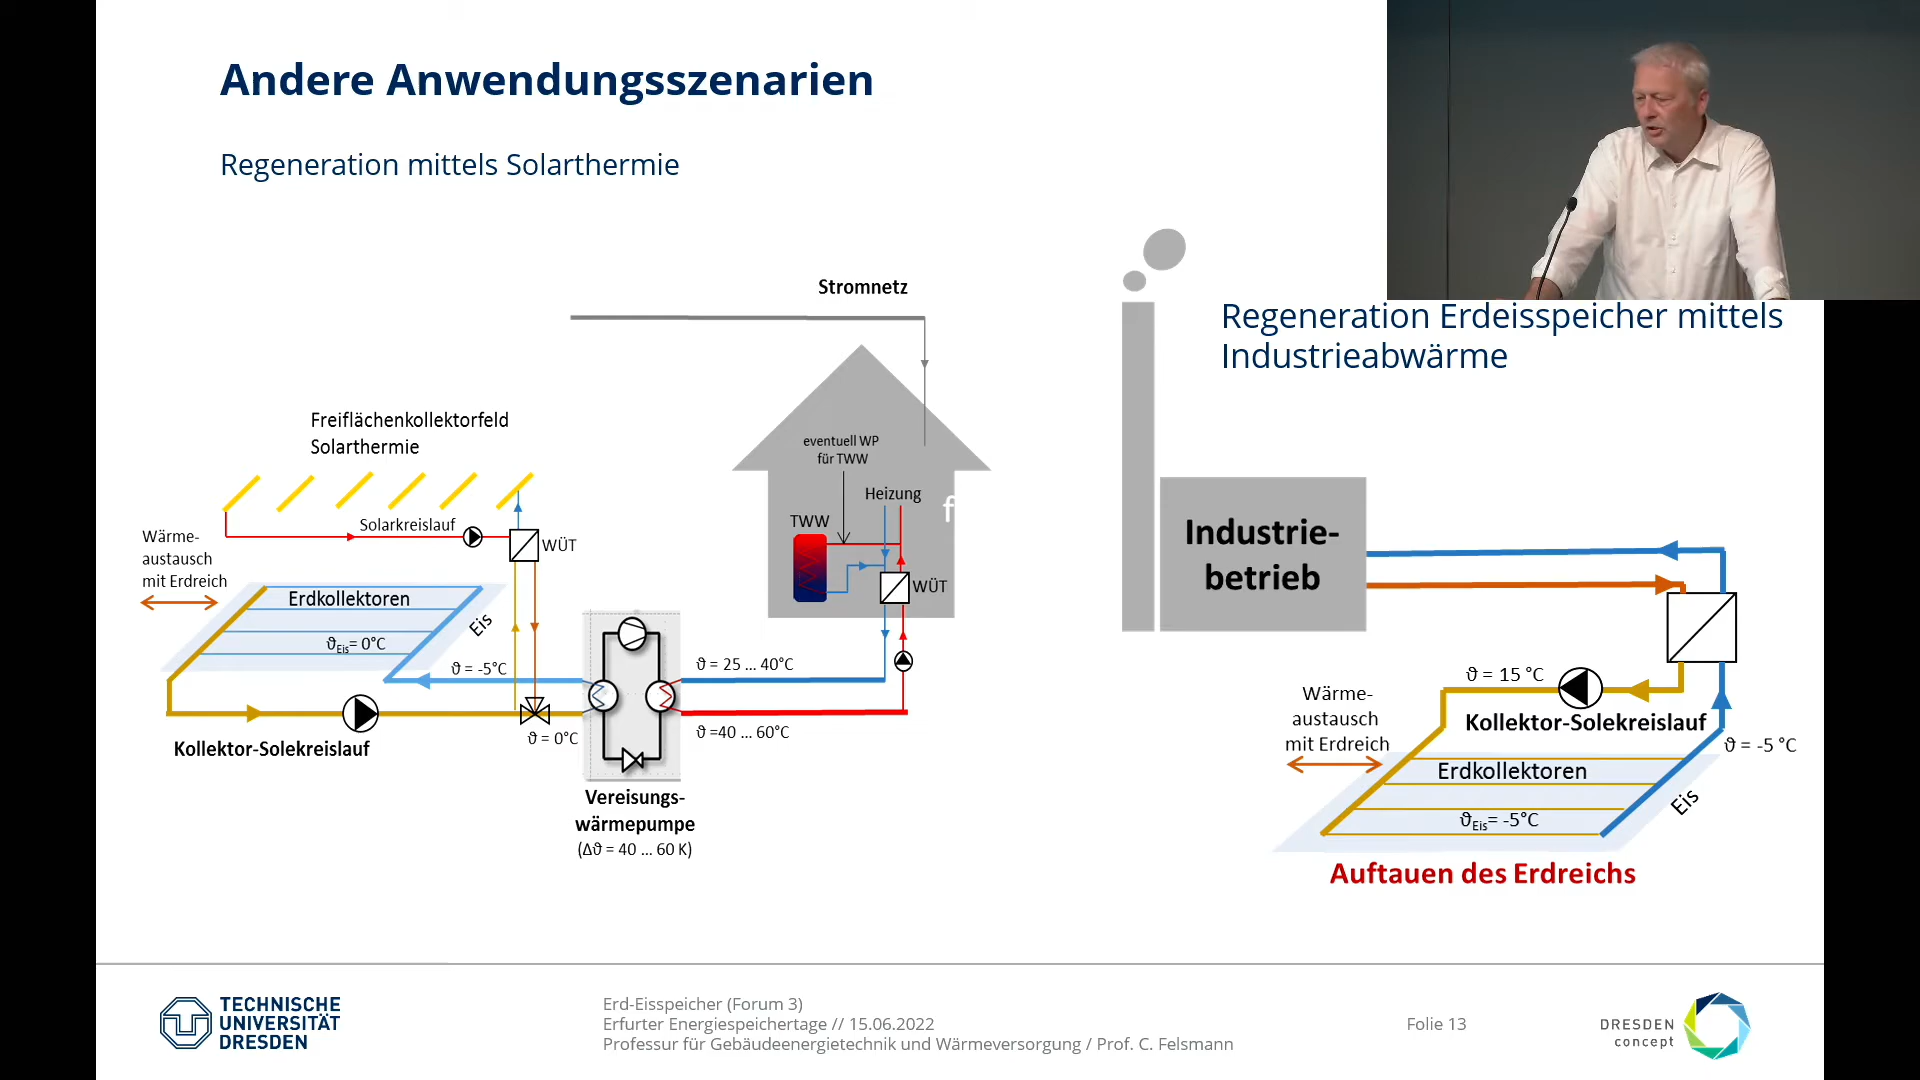 Andere Anwendungsszenarien
Regeneration mittels Solarthermie
Stromnetz
Freiflächenkollektorfeld
Solarthermie
eventuell WP
für TWW
Heizung
TWW
f
Solarkreislauf
WÜT
Wärme-
austausch
mit Erdreich
Erdkollektoren
Eis
ϑEis= 0°C
WÜT
ϑ = -5°C
ϑ = 25 ... 40°C
ϑ = 0°C
ϑ =40 ... 60°C
Kollektor-Solekreislauf
Vereisungs-
wärmepumpe
(Δϑ = 40 ... 60 K)
Regeneration Erdeisspeicher mittels
Industrieabwärme
Industrie-
betrieb
ϑ = 15 °C
Kollektor-Solekreislauf
Wärme-
austausch
mit Erdreich
ϑ = -5 °C
Erdkollektoren
Eis
ϑEis= -5°C
Auftauen des Erdreichs
TECHNISCHE
UNIVERSITÄT
DRESDEN
Erd-Eisspeicher (Forum 3)
Erfurter Energiespeichertage // 15.06.2022
Professur für Gebäudeenergietechnik und Wärmeversorgung / Prof. C. Felsmann
Folie 13
DRESDEN
concept